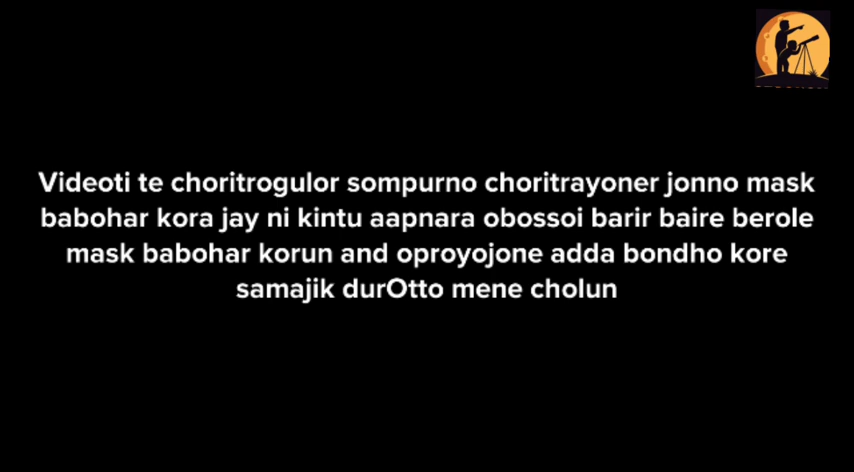 Videoti te choritrogulor sompurno choritrayoner jonno mask
babohar kora jay ni kintu aapnara obossoi barir baire berole
mask babohar korun and oproyojone adda bondho kore
samajik durOtto mene cholun